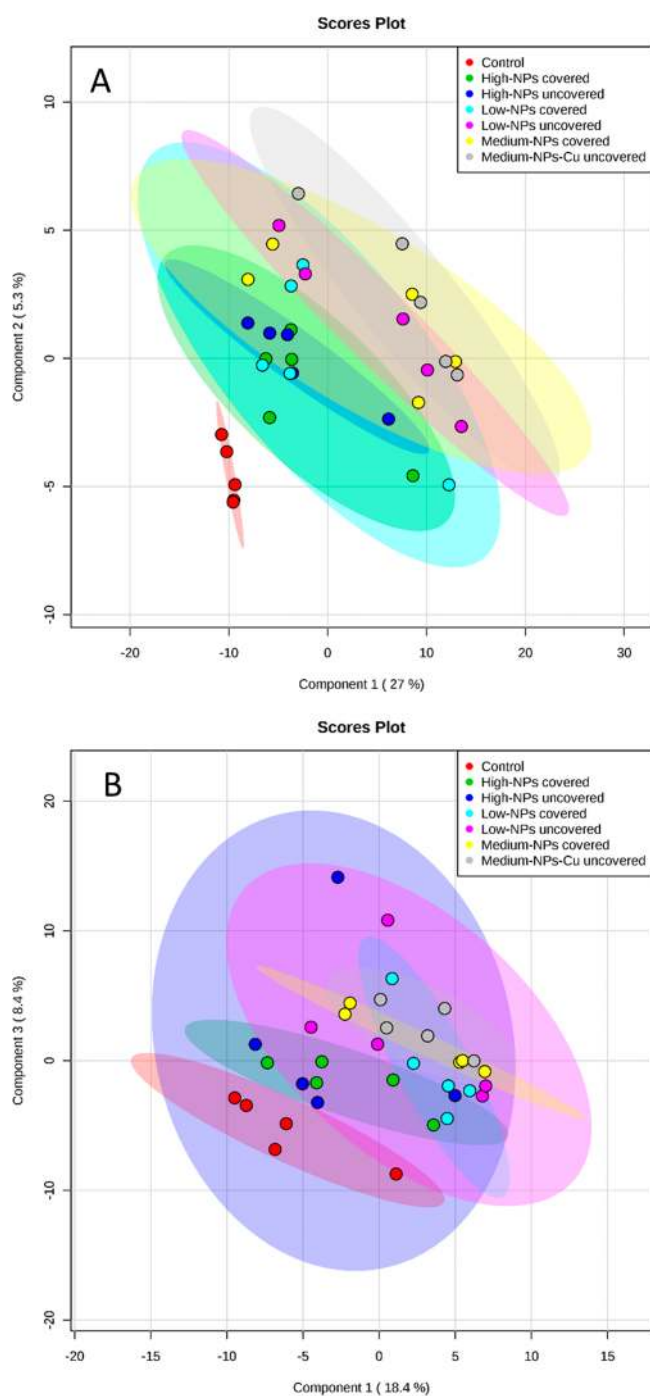 Scores Plot
A
Control
High-NPs covered
High-NPs uncovered
Low-NPs covered
Low-NPs uncovered
Medium-NPs covered
Medium-NPs-Cu uncovered
10
5
0
-5
-10
Component 2 ( 5.3 %)
-20
-10
0
10
20
30
Component 1 ( 27 %)
Scores Plot
B
Control
High-NPs covered
High-NPs uncovered
Low-NPs covered
Low-NPs uncovered
Medium-NPs covered
Medium-NPs-Cu uncovered
20
10
0
-10
-20
Component 3 ( 8.4 %)
-20
-15
-10
-5
0
5
10
15
Component 1 ( 18.4 %)